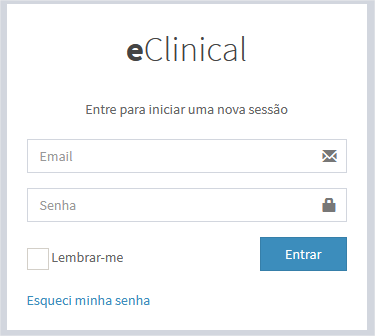 eClinical
Entre para iniciar uma nova sessão
Email
Senha
Lembrar-me
Entrar
Esqueci minha senha